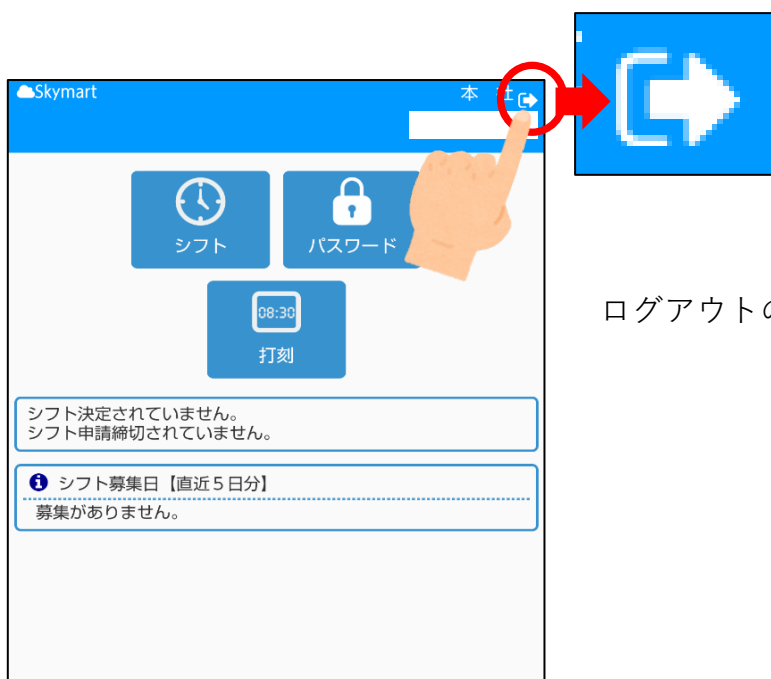 Skymart
本 社
シフト
パスワード
08:30
打刻
シフト決定されていません。
シフト申請締切されていません。
シフト募集日【直近５日分】
募集がありません。
ログアウトの